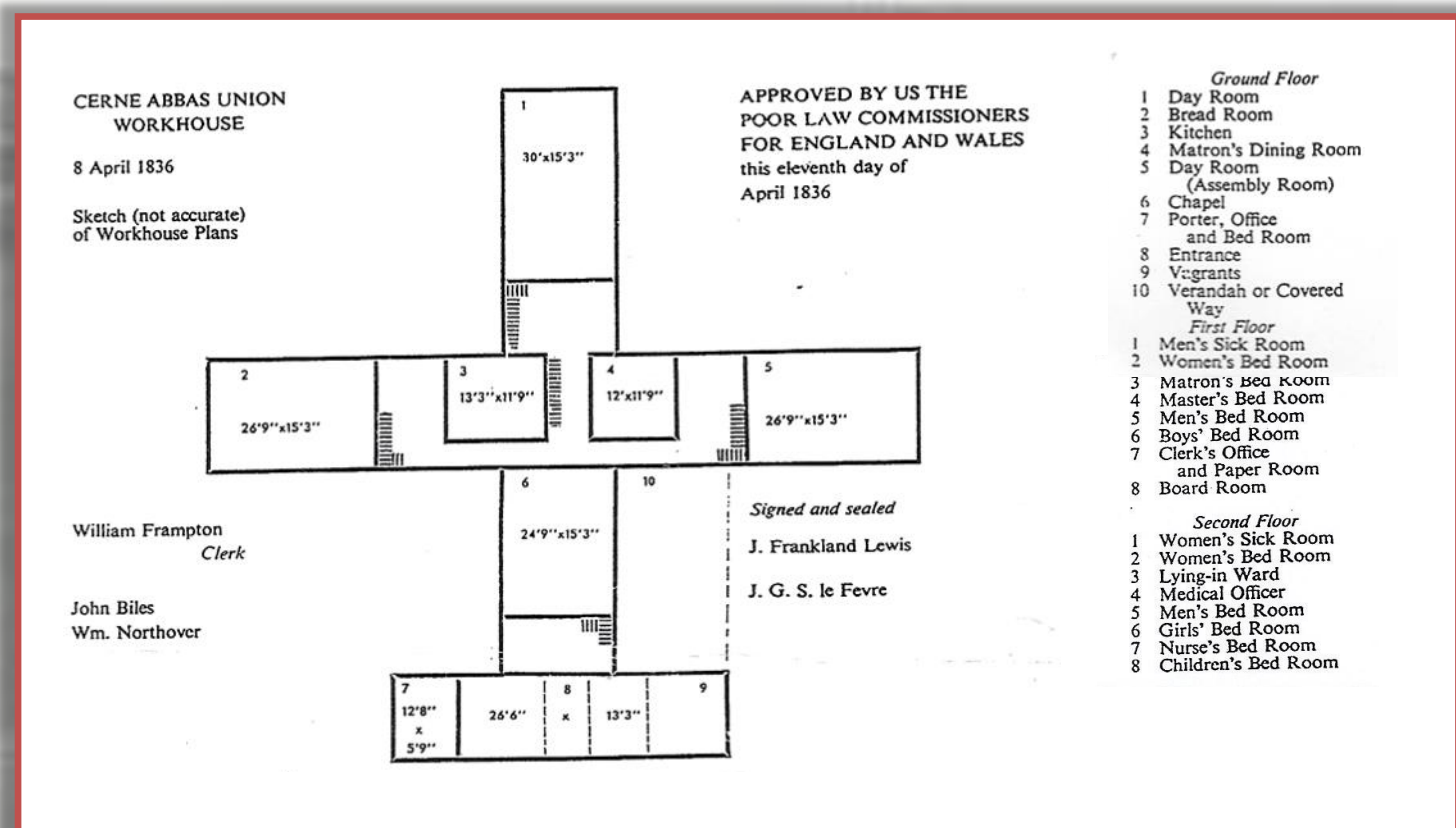 CERNE ABBAS UNION
WORKHOUSE
8 April 1836
Sketch (not accurate)
of Workhouse Plans
APPROVED BY US THE
POOR LAW COMMISSIONERS
FOR ENGLAND AND WALES
this eleventh day of
April 1836
1
30'x15'3''
2
26'9''x15'3''
3
13'3''x11'9''
4
12'x11'9''
5
26'9''x15'3''
6
24'9''x15'3''
10
7
12'8''
x
5'9''
26'6''
8
x
13'3''
9
William Frampton
Clerk
John Biles
Wm. Northover
Signed and sealed
J. Frankland Lewis
J. G. S. le Fevre
Ground Floor
1 Day Room
2 Bread Room
3 Kitchen
4 Matron's Dining Room
5 Day Room
(Assembly Room)
6 Chapel
7 Porter, Office
and Bed Room
8 Entrance
9 Vagrants
10 Verandah or Covered
Way
First Floor
1 Men's Sick Room
2 Women's Bed Room
3 Matron's Bed Room
4 Master's Bed Room
5 Men's Bed Room
6 Boys' Bed Room
7 Clerk's Office
and Paper Room
8 Board Room
Second Floor
1 Women's Sick Room
2 Women's Bed Room
3 Lying-in Ward
4 Medical Officer
5 Men's Bed Room
6 Girls' Bed Room
7 Nurse's Bed Room
8 Children's Bed Room